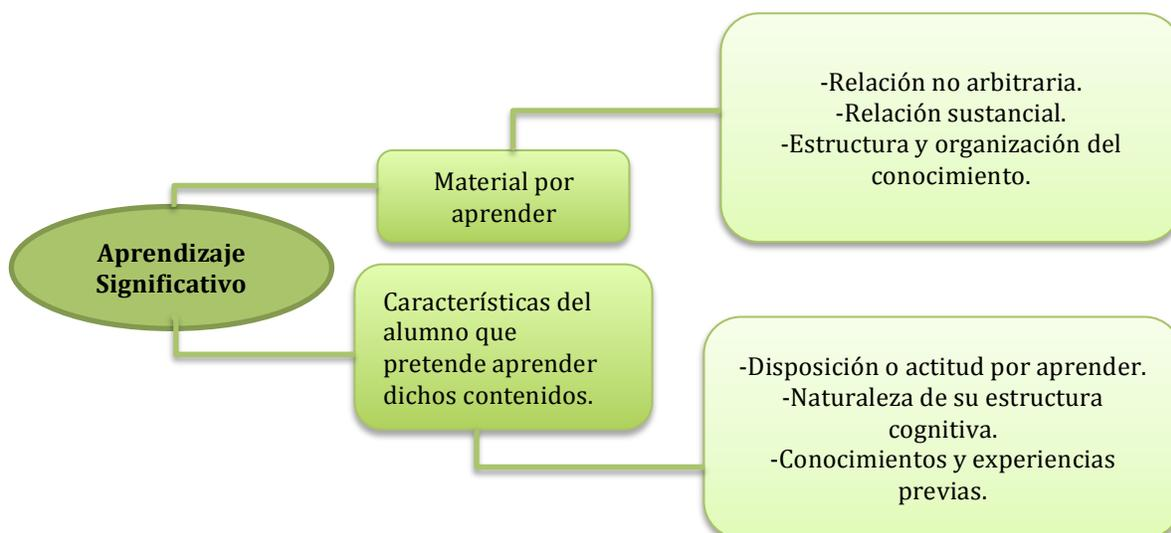 -Relación no arbitraria.
-Relación sustancial.
-Estructura y organización del
conocimiento.
Material por
aprender
Aprendizaje
Significativo
Característícas del
alumno que
pretende aprender
dichos contenidos.
-Disposición o actitud por aprender.
-Naturaleza de su estructura
cognitiva.
-Conocimientos y experiencias
previas.